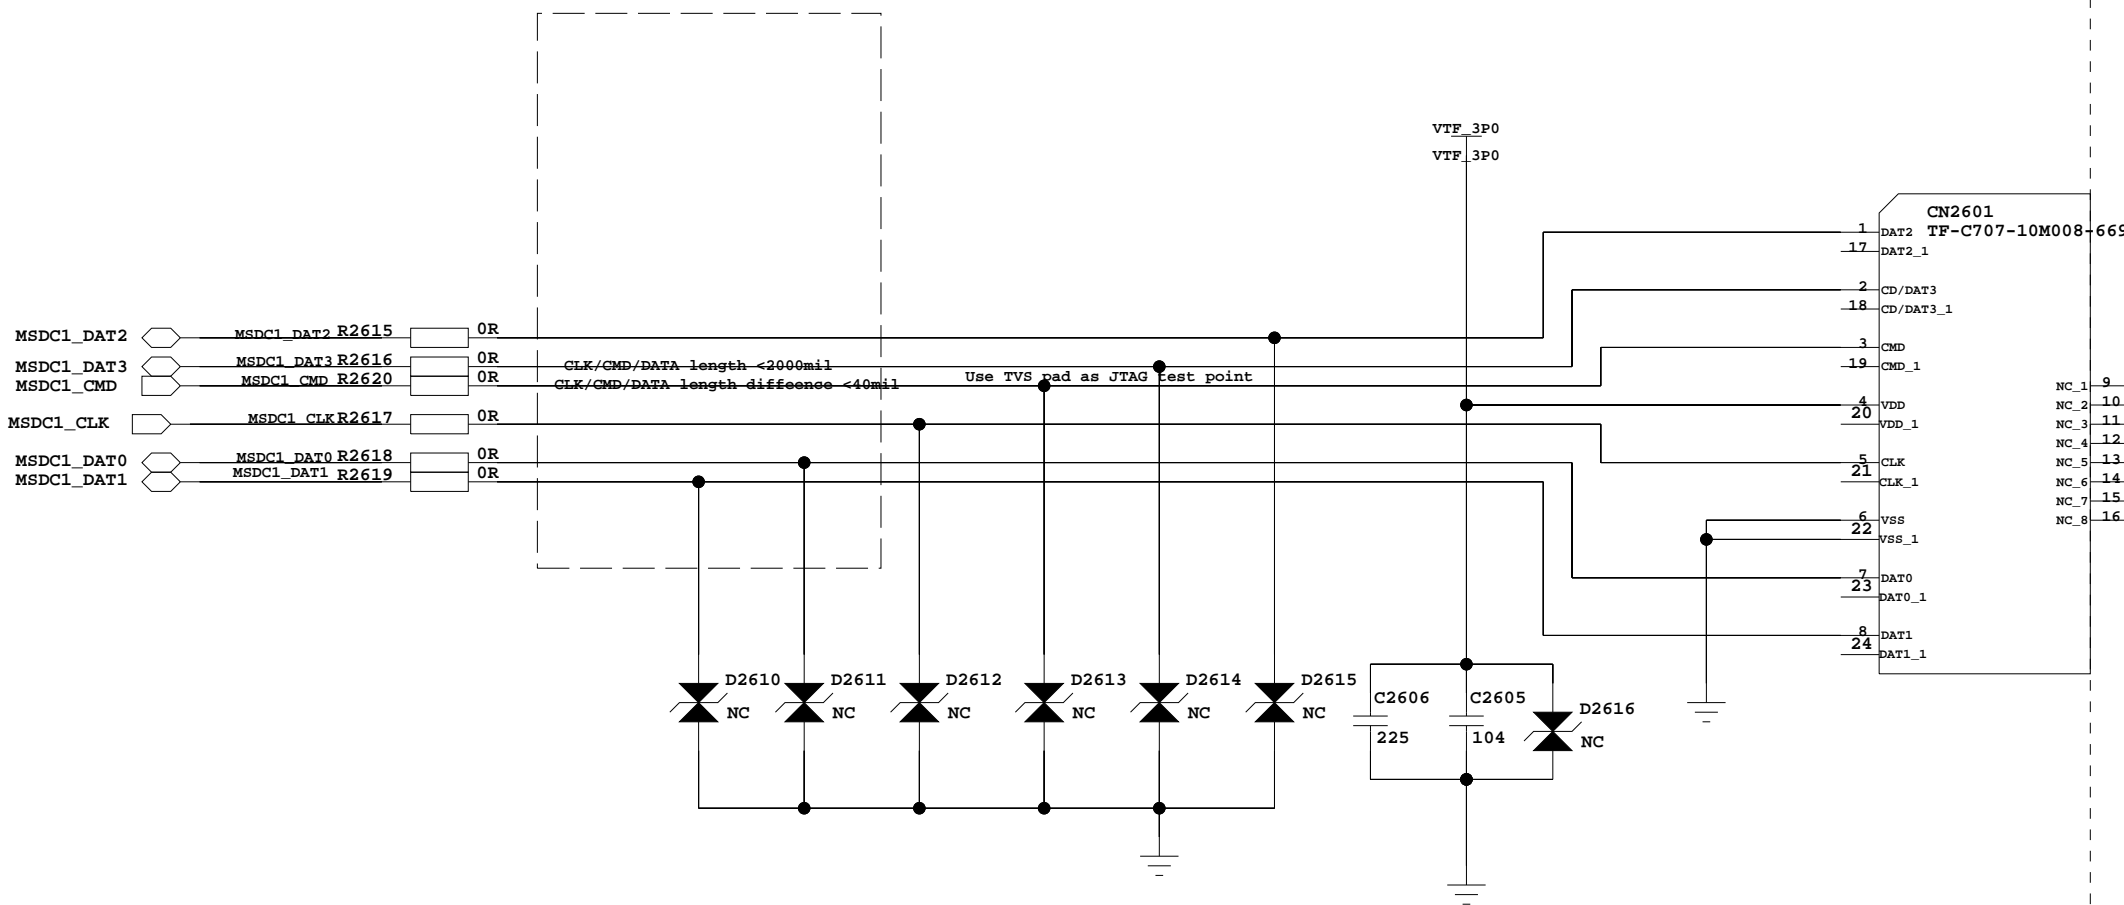 VTF_3P0
VTF_3P0
CN2601
TF-C707-10M008-669
1 DAT2
17 DAT2_1
2 CD/DAT3
18 CD/DAT3_1
3 CMD
19 CMD_1
4 VDD
20 VDD_1
5 CLK
21 CLK_1
6 VSS
22 VSS_1
7 DAT0
23 DAT0_1
8 DAT1
24 DAT1_1
NC_1 9
NC_2 10
NC_3 11
NC_4 12
NC_5 13
NC_6 14
NC_7 15
NC_8 16
MSDC1_DAT2 MSDC1_DAT2 R2615 0R
MSDC1_DAT3 MSDC1_DAT3 R2616 0R
MSDC1_CMD MSDC1_CMD R2620 0R
MSDC1_CLK MSDC1_CLK R2617 0R
MSDC1_DAT0 MSDC1_DAT0 R2618 0R
MSDC1_DAT1 MSDC1_DAT1 R2619 0R
CLK/CMD/DATA length <2000mil
CLK/CMD/DATA length diffeence <40mil
Use TVS pad as JTAG test point
D2610
NC
D2611
NC
D2612
NC
D2613
NC
D2614
NC
D2615
NC
C2606
225
C2605
104
D2616
NC